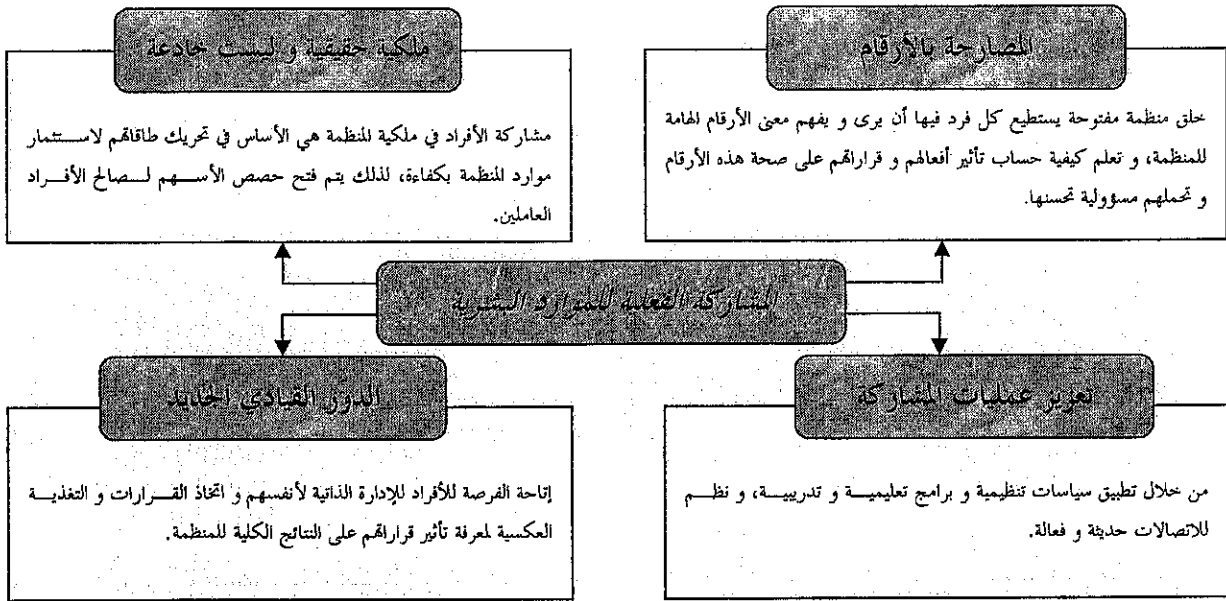 المصارحة بالأرقام
خلق منظمة مفتوحة يستطيع كل فرد فيها أن يرى و يفهم معنى الأرقام الهامة
للمنظمة، و تعلم كيفية حساب تأثير أفعالهم و قراراتهم على صحة هذه الأرقام
و تحملهم مسؤولية تحسنها.
ملكية حقيقية و ليست خادعة
مشاركة الأفراد في ملكية المنظمة هي الأساس في تحريك طاقاتهم لاستثمار
موارد المنظمة بكفاءة، لذلك يتم فتح حصص الأسهم لصالح الأفراد
العاملين.
المشاركة الفعلية للموارد البشرية
تعزيز عمليات المشاركة
من خلال تطبيق سياسات تنظيمية و برامج تعليمية و تدريبية، و نظم
للاتصالات حديثة و فعالة.
الدور القيادي الجديد
إتاحة الفرصة للأفراد للإدارة الذاتية لأنفسهم و اتخاذ القرارات و التغذية
العكسية لمعرفة تأثير قراراتهم على النتائج الكلية للمنظمة.